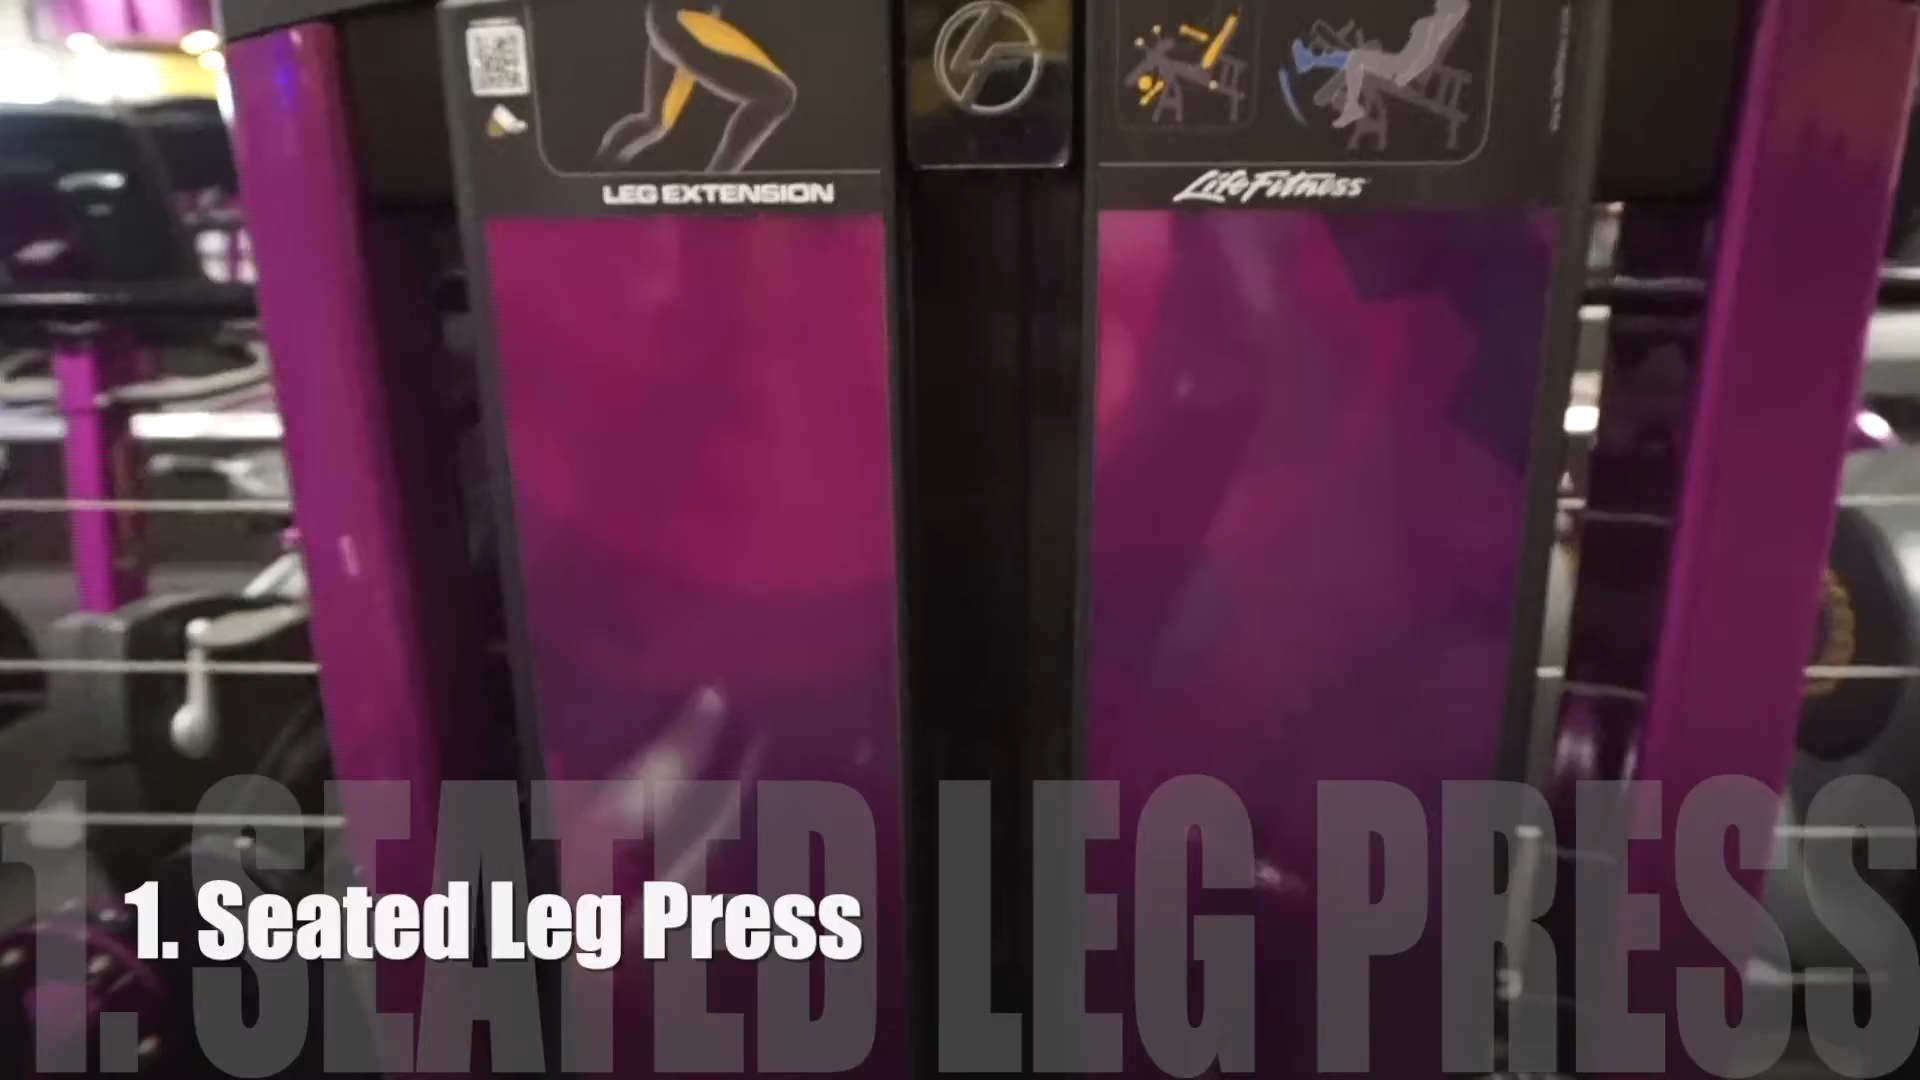 LEG EXTENSION
LifeFitness
1. SEATED LEG PRESS
1. Seated Leg Press